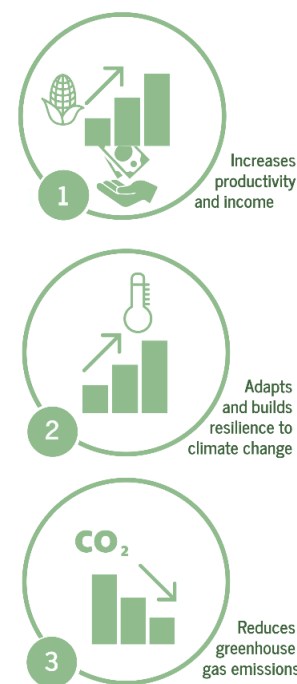 1
Increases
productivity
and income
2
Adapts
and builds
resilience to
climate change
CO₂
3
Reduces
greenhouse
gas emissions